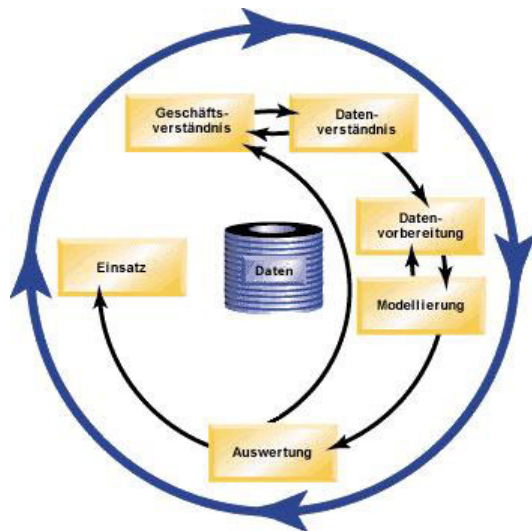 Geschäfts-
verständnis
Daten-
verständnis
Daten-
vorbereitung
Modellierung
Auswertung
Einsatz
Daten